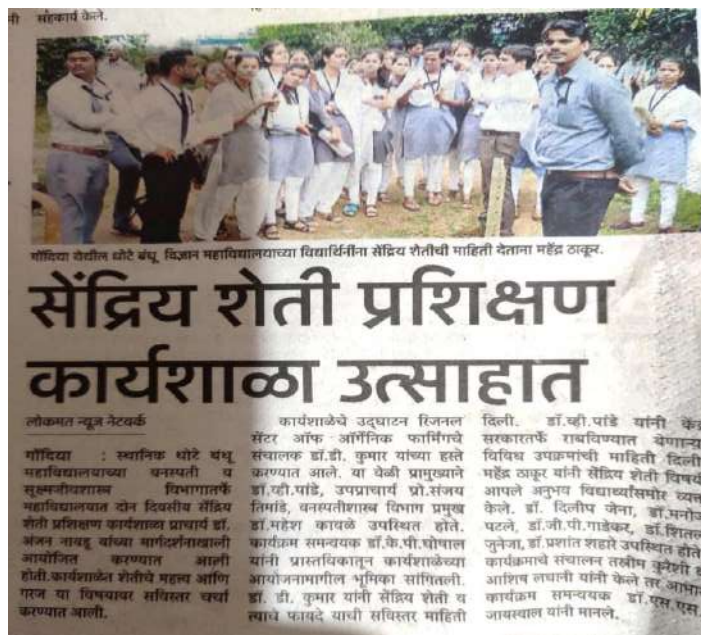 सहकार्य केले.
गोंदिया येथील धोटे बंधू विज्ञान महाविद्यालयाच्या विद्यार्थिनींना सेंद्रिय शेतीची माहिती देताना महेंद्र ठाकूर.
सेंद्रिय शेती प्रशिक्षण
कार्यशाळा उत्साहात
लोकमत न्यूज नेटवर्क
गोंदिया : स्थानिक धोटे बंधू
महाविद्यालयाच्या वनस्पती व
सूक्ष्मजीवशास्त्र विभागातर्फे
महाविद्यालयात दोन दिवसीय सेंद्रिय
शेती प्रशिक्षण कार्यशाळा प्राचार्य डॉ.
अंजन नायडू यांच्या मार्गदर्शनाखाली
आयोजित करण्यात आली
होती.कार्यशाळेत शेतीचे महत्त्व आणि
गरज या विषयावर सविस्तर चर्चा
करण्यात आली.
कार्यशाळेचे उद्घाटन रिजनल
सेंटर ऑफ ऑर्गेनिक फार्मिंगचे
संचालक डॉ.डी. कुमार यांच्या हस्ते
करण्यात आले. या वेळी प्रामुख्याने
डॉ.व्ही.पांडे, उपप्राचार्य प्रो.संजय
तिमांडे, वनस्पतीशास्त्र विभाग प्रमुख
डॉ.महेश कावळे उपस्थित होते.
कार्यक्रम समन्वयक डॉ.के.पी.घोषाल
यांनी प्रास्तविकातून कार्यशाळेच्या
आयोजनामागील भूमिका सांगितली.
डॉ. डी. कुमार यांनी सेंद्रिय शेती व
त्याचे फायदे याची सविस्तर माहिती
दिली. डॉ.व्ही.पांडे यांनी
सरकारतर्फे राबविण्यात
विविध उपक्रमांची माहिती दिली
महेंद्र ठाकूर यांनी सेंद्रिय शेती
आपले अनुभव विद्यार्थ्यांसमोर
केले. डॉ. दिलीप जेना, डॉ.मनोज
पटले, डॉ.जी.पी.गाडेकर,
जुनेजा, डॉ.प्रशांत शहारे उपस्थित होते
कार्यक्रमाचे संचालन तस्नीम कुरेशी
आशिष लधानी यांनी केले तर
कार्यक्रम समन्वयक डॉ.एस.एस.
जायस्वाल यांनी मानले.